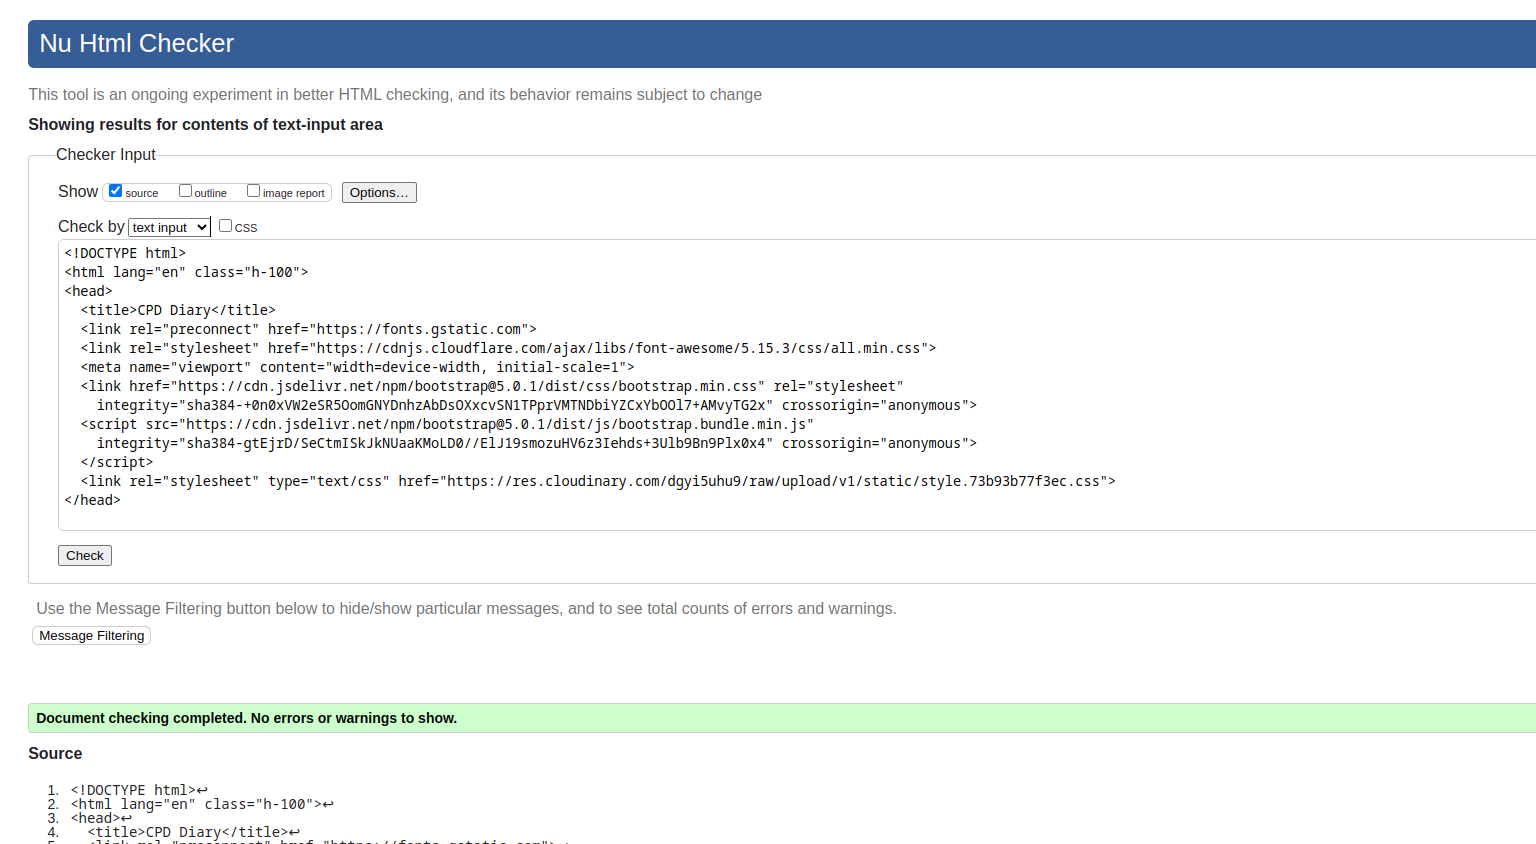 Nu Html Checker
This tool is an ongoing experiment in better HTML checking, and its behavior remains subject to change
Showing results for contents of text-input area
Checker Input
Show source outline image report Options...
Check by text input CSS
<!DOCTYPE html>
<html lang="en" class="h-100">
<head>
  <title>CPD Diary</title>
  <link rel="preconnect" href="https://fonts.gstatic.com">
  <link rel="stylesheet" href="https://cdnjs.cloudflare.com/ajax/libs/font-awesome/5.15.3/css/all.min.css">
  <meta name="viewport" content="width=device-width, initial-scale=1">
  <link href="https://cdn.jsdelivr.net/npm/bootstrap@5.0.1/dist/css/bootstrap.min.css" rel="stylesheet"
    integrity="sha384-+0n0xVW2eSR5OomGNYDnhzAbDsOXxcvSN1TPprVMTNDbiYZCxYbOOl7+AMvyTG2x" crossorigin="anonymous">
  <script src="https://cdn.jsdelivr.net/npm/bootstrap@5.0.1/dist/js/bootstrap.bundle.min.js"
    integrity="sha384-gtEjrD/SeCtmISkJkNUaaKMoLD0//ElJ19smozuHV6z3Iehds+3Ulb9Bn9Plx0x4" crossorigin="anonymous">
  </script>
  <link rel="stylesheet" type="text/css" href="https://res.cloudinary.com/dgyi5uhu9/raw/upload/v1/static/style.73b93b77f3ec.css">
</head>
Check
Use the Message Filtering button below to hide/show particular messages, and to see total counts of errors and warnings.
Message Filtering
Document checking completed. No errors or warnings to show.
Source
1. <!DOCTYPE html>↩
2. <html lang="en" class="h-100">↩
3. <head>↩
4.   <title>CPD Diary</title>↩
5.   <link rel="preconnect" href="https://fonts.gstatic.com">↩